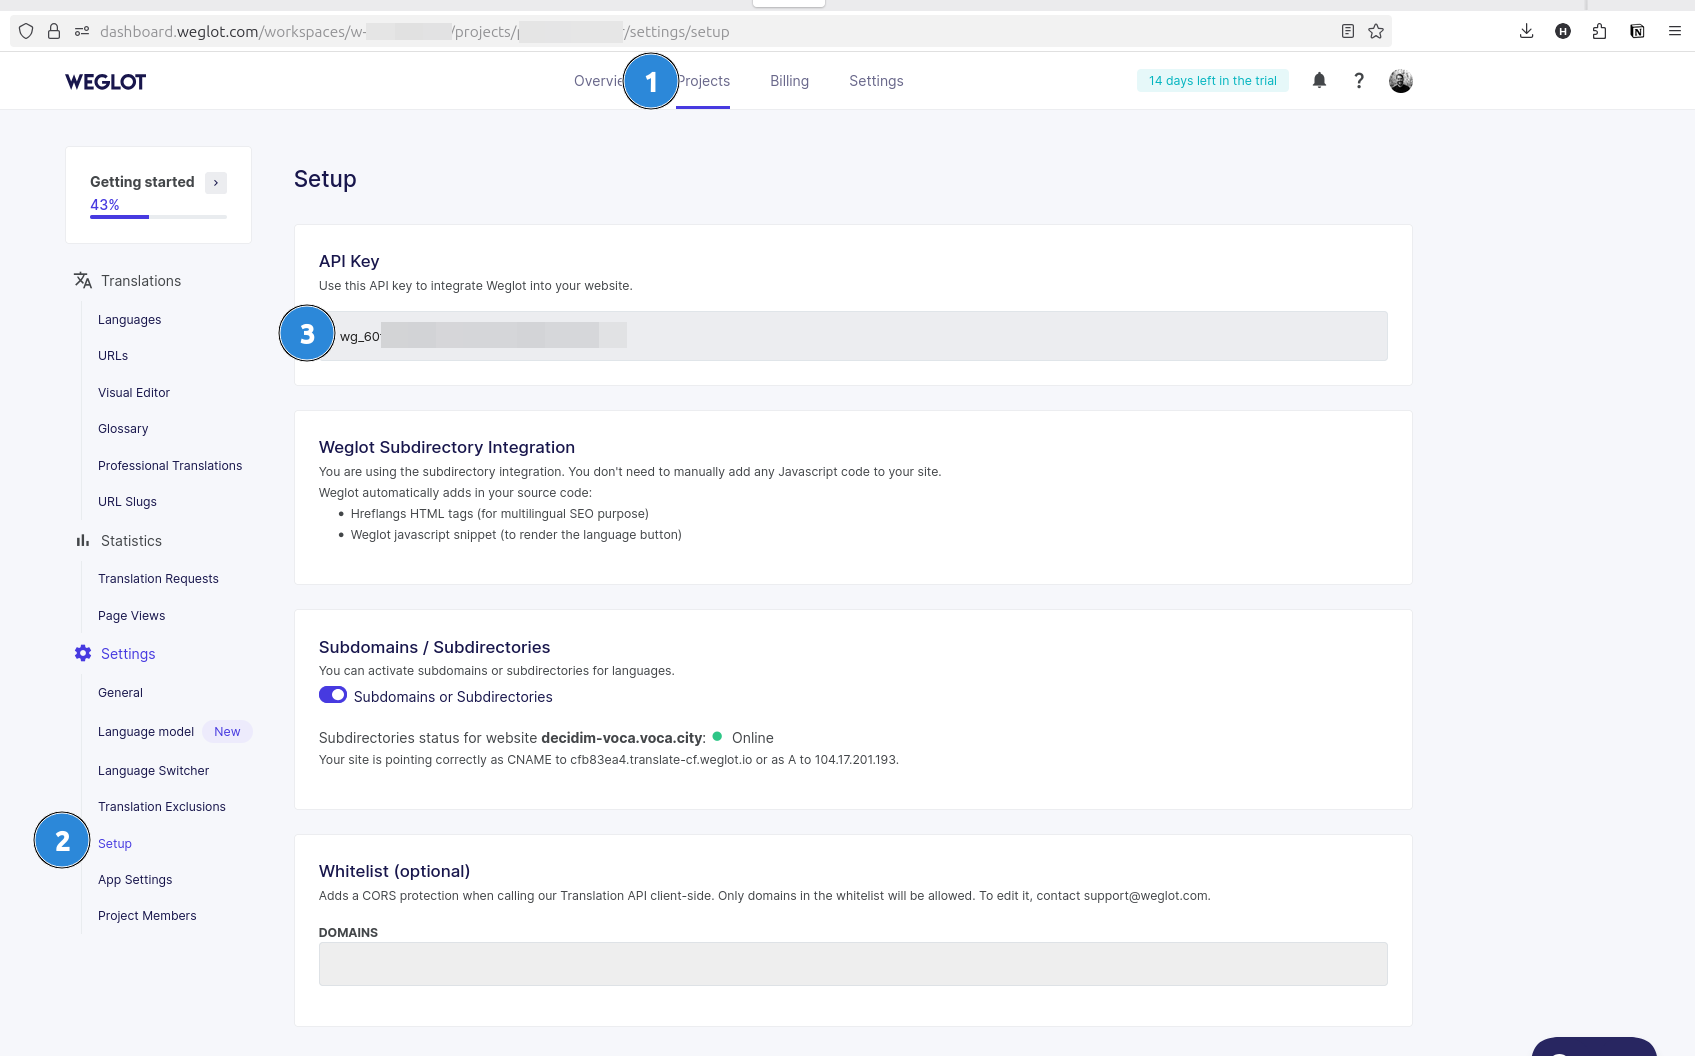 dashboard.weglot.com/workspaces/w- /projects/ /settings/setup
WEGLOT
1
Projects
Billing
Settings
14 days left in the trial
?
Getting started
43%
Translations
Languages
URLs
Visual Editor
Glossary
Professional Translations
URL Slugs
Statistics
Translation Requests
Page Views
Settings
General
Language model New
Language Switcher
Translation Exclusions
2
Setup
App Settings
Project Members
Setup
API Key
Use this API key to integrate Weglot into your website.
3
wg_60
Weglot Subdirectory Integration
You are using the subdirectory integration. You don't need to manually add any Javascript code to your site.
Weglot automatically adds in your source code:
• Hreflangs HTML tags (for multilingual SEO purpose)
• Weglot javascript snippet (to render the language button)
Subdomains / Subdirectories
You can activate subdomains or subdirectories for languages.
Subdomains or Subdirectories
Subdirectories status for website decidim-voca.voca.city: Online
Your site is pointing correctly as CNAME to cfb83ea4.translate-cf.weglot.io or as A to 104.17.201.193.
Whitelist (optional)
Adds a CORS protection when calling our Translation API client-side. Only domains in the whitelist will be allowed. To edit it, contact support@weglot.com.
DOMAINS